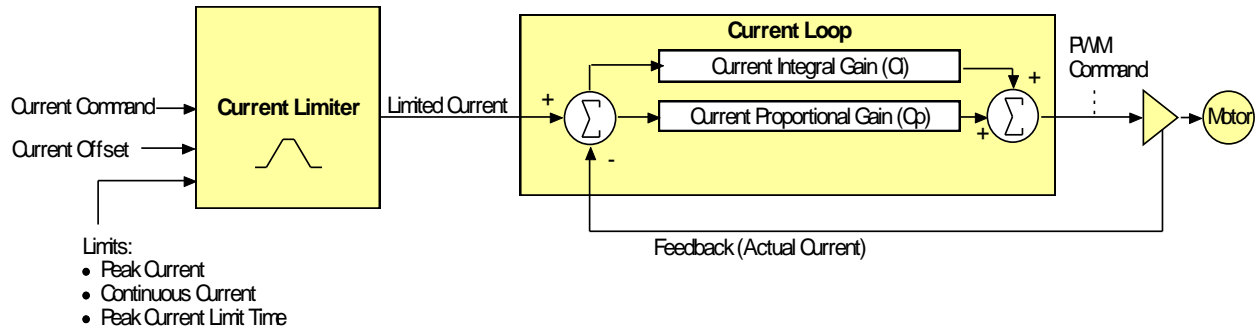 Current Loop
PWM
Command
Current Integral Gain (Ci)
+
Current Limiter
Current Command
Limited Current
+
∑
Current Proportional Gain (Cp)
+
∑
Motor
Current Offset
-
Feedback (Actual Current)
Limits:
• Peak Current
• Continuous Current
• Peak Current Limit Time